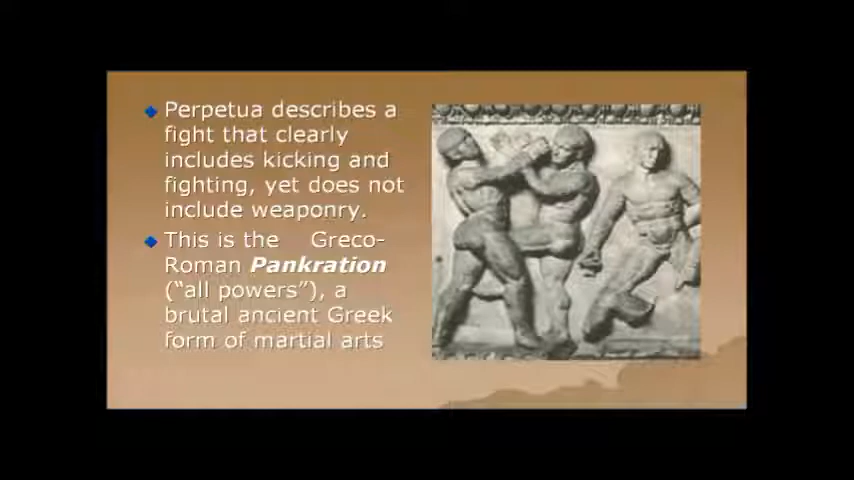 Perpetua describes a
fight that clearly
includes kicking and
fighting, yet does not
include weaponry.
This is the Greco-
Roman Pankration
(“all powers”), a
brutal ancient Greek
form of martial arts